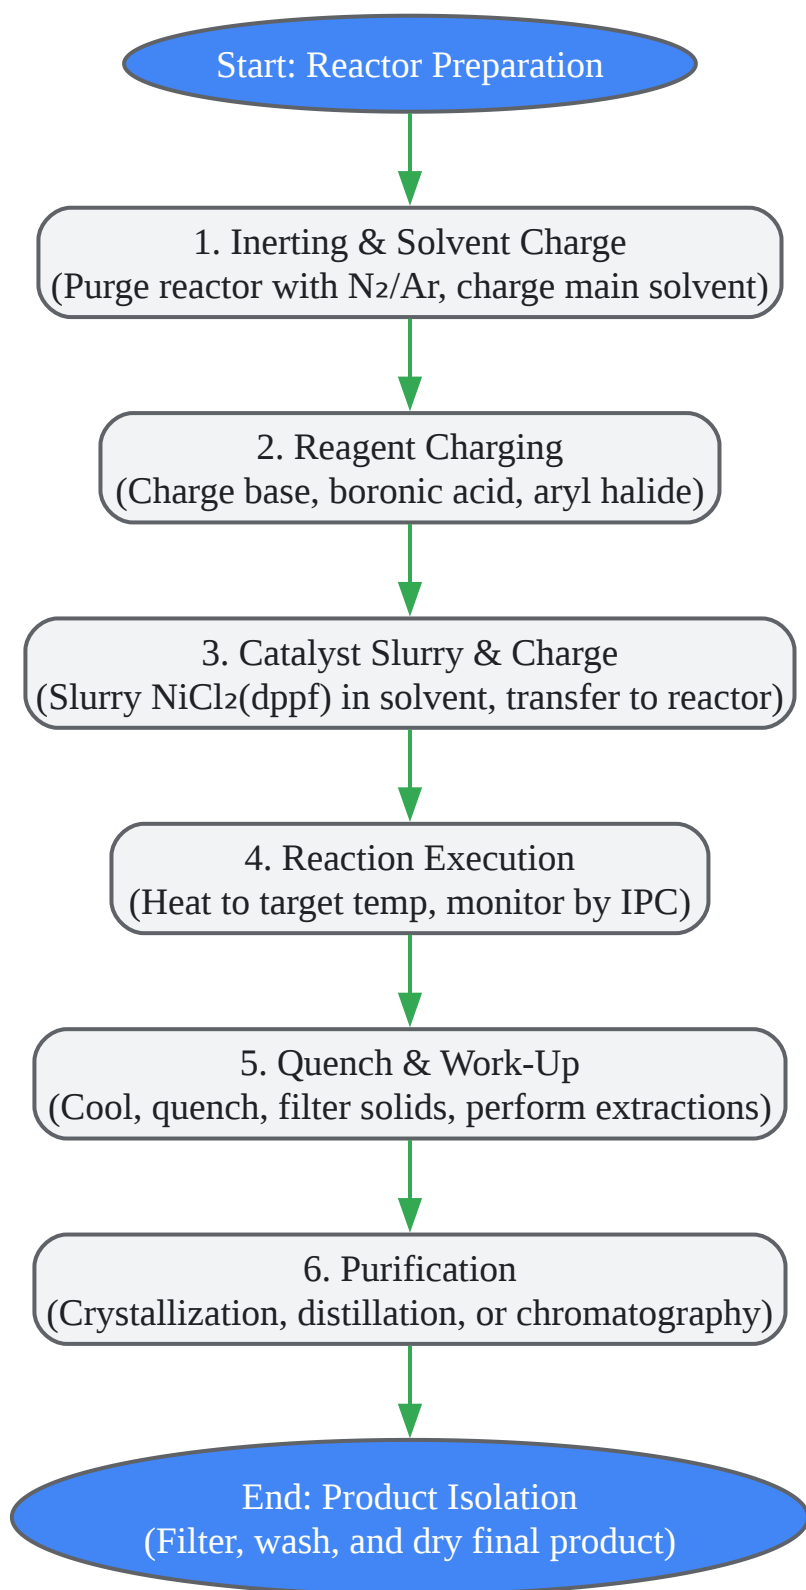 Start: Reactor Preparation
1. Inerting & Solvent Charge
(Purge reactor with N₂/Ar, charge main solvent)
2. Reagent Charging
(Charge base, boronic acid, aryl halide)
3. Catalyst Slurry & Charge
(Slurry NiCl₂(dppf) in solvent, transfer to reactor)
4. Reaction Execution
(Heat to target temp, monitor by IPC)
5. Quench & Work-Up
(Cool, quench, filter solids, perform extractions)
6. Purification
(Crystallization, distillation, or chromatography)
End: Product Isolation
(Filter, wash, and dry final product)